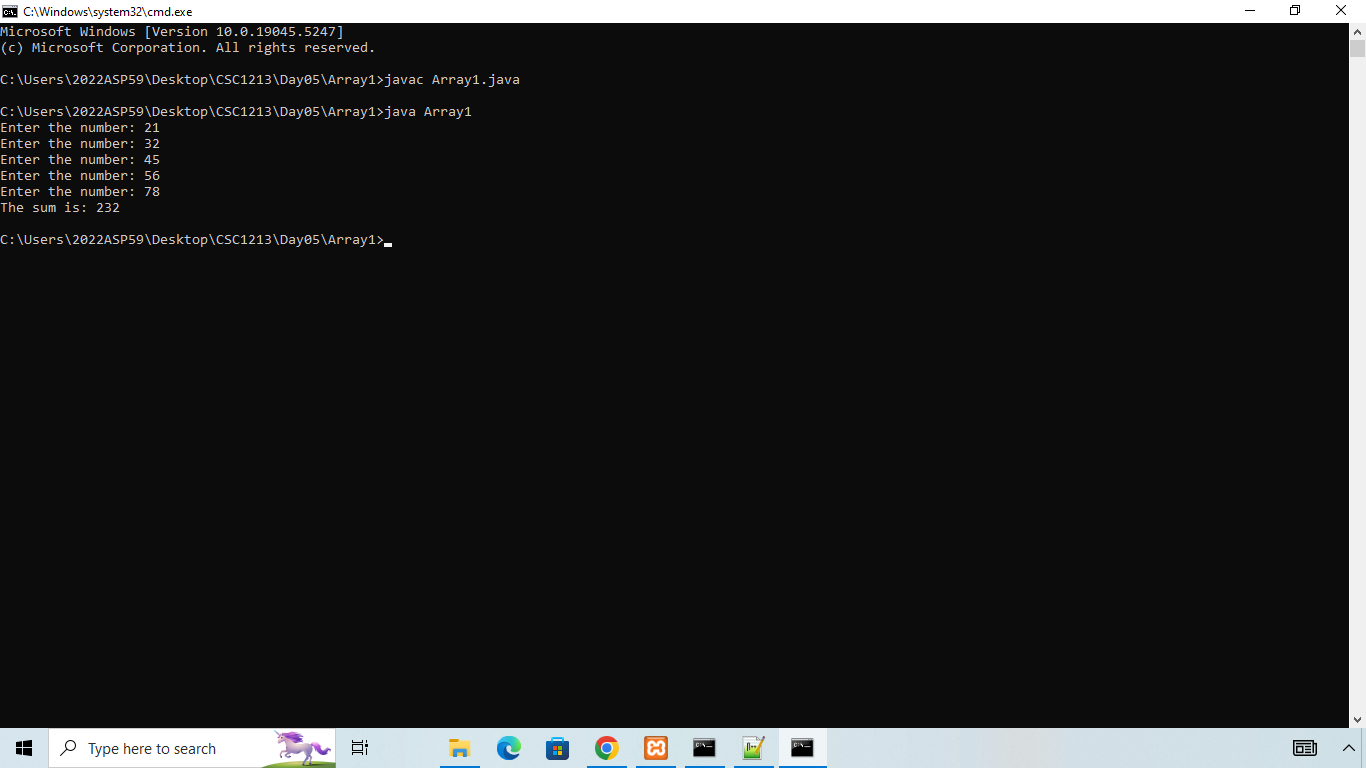 C:\Windows\system32\cmd.exe
Microsoft Windows [Version 10.0.19045.5247]
(c) Microsoft Corporation. All rights reserved.
C:\Users\2022ASP59\Desktop\CSC1213\Day05\Array1>javac Array1.java
C:\Users\2022ASP59\Desktop\CSC1213\Day05\Array1>java Array1
Enter the number: 21
Enter the number: 32
Enter the number: 45
Enter the number: 56
Enter the number: 78
The sum is: 232
C:\Users\2022ASP59\Desktop\CSC1213\Day05\Array1>
Type here to search